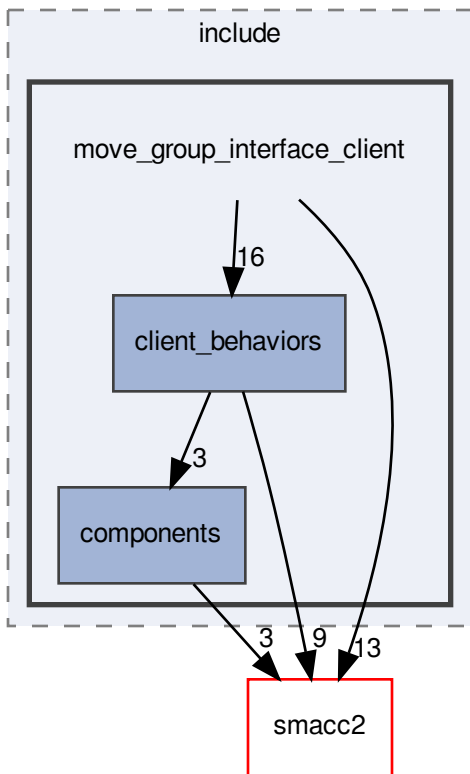 include
move_group_interface_client
16
client_behaviors
3
components
3
9
13
smacc2